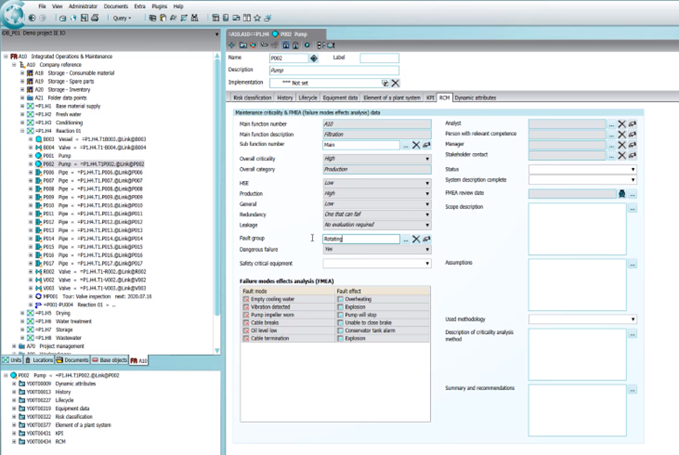 File View Administrator Documents Extra Plugins Help
Query
IDB_P01 Demo project IE IO
A10 Integrated Operations & Maintenance
A10 Company reference
A18 Storage - Consumable material
A19 Storage - Spare parts
A20 Storage - Inventory
A21 Folder data points
=P1.H1 Base material supply
=P1.H2 Fresh water
=P1.H3 Conditioning
=P1.H4 Reaction 01
B003 Vessel = =P1.H4.T1B003.@Link@B003
B004 Valve = =P1.H4.T1B004.@Link@B004
P001 Pump
P002 Pump = =P1.H4.T1P002.@Link@P002
P006 Pipe = =P1.H4.T1.P006.@Link@P006
P007 Pipe = =P1.H4.T1.P007.@Link@P007
P008 Pipe = =P1.H4.T1.P008.@Link@P008
P009 Pipe = =P1.H4.T1.P009.@Link@P009
P010 Pipe = =P1.H4.T1.P010.@Link@P010
P011 Pipe = =P1.H4.T1.P011.@Link@P011
P012 Pipe = =P1.H4.T1.P012.@Link@P012
P013 Pipe = =P1.H4.T1.P013.@Link@P013
P014 Pipe = =P1.H4.T1.P014.@Link@P014
P015 Pipe = =P1.H4.T1.P015.@Link@P015
P016 Pipe = =P1.H4.T1.P016.@Link@P016
P017 Pipe = =P1.H4.T1.P017.@Link@P017
R002 Valve = =P1.H4.T1-R002.@Link@R002
V002 Valve = =P1.H4.T1-V002.@Link@V002
V003 Valve = =P1.H4.T1-V003.@Link@V003
MP001 Tour: Valve inspection next: 2020.07.16
=P00+1-PU004 Reaction 01 = ..
=P1.H5 Drying
=P1.H6 Water treatment
=P1.H7 Storage
=P1.H8 Wastewater
A70 Project management
Units Locations Documents Base objects A10
P002 Pump = =P1.H4.T1P002.@Link@P002
Y00T00009 Dynamic attributes
Y00T00013 History
Y00T00227 Lifecycle
Y00T00319 Equipment data
Y00T00322 Risk classification
Y00T00377 Element of a plant system
Y00T00431 KPI
Y00T00434 RCM
P002 Pump
Name P002 Label
Description Pump
Implementation *** Not set
Risk classification History Lifecycle Equipment data Element of a plant system KPI RCM Dynamic attributes
Maintenance criticality & FMEA (failure modes effects analysis) data
Main function number A10
Main function description Filtration
Sub function number Main
Overall criticality High
Overall category Production
HSE Low
Production High
General Low
Redundancy One that can fail
Leakage No evaluation required
Fault group Rotating
Dangerous failure Yes
Safety critical equipment
Failure modes effects analysis (FMEA)
Fault mode Fault effect
Empty cooling water Overheating
Vibration detected Explosion
Pump impeller worn Pump will stop
Cable breaks Unable to close brake
Oil level low Conservator tank alarm
Cable termination Explosion
Analyst
Person with relevant competence
Manager
Stakeholder contact
Status
System description complete
FMEA review date
Scope description
Assumptions
Used methodology
Description of criticality analysis
method
Summary and recommendations